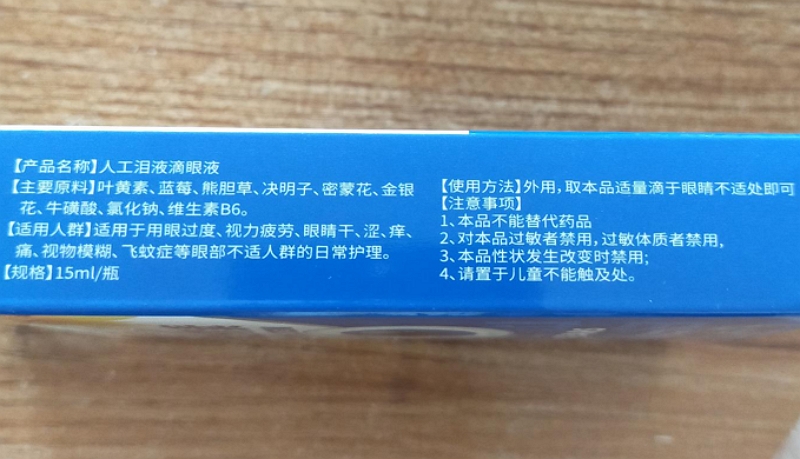 【产品名称】人工泪液滴眼液
【主要原料】叶黄素、蓝莓、熊胆草、决明子、密蒙花、金银
花、牛磺酸、氯化钠、维生素B6。
【适用人群】适用于用眼过度、视力疲劳、眼睛干、涩、痒、
痛、视物模糊、飞蚊症等眼部不适人群的日常护理。
【规格】15ml/瓶
【使用方法】外用，取本品适量滴于眼睛不适处即可
【注意事项】
1、本品不能替代药品
2、对本品过敏者禁用，过敏体质者禁用，
3、本品性状发生改变时禁用；
4、请置于儿童不能触及处。